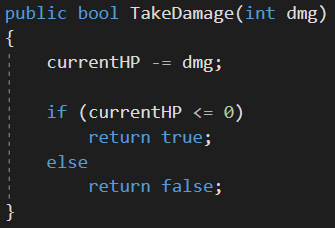 public bool TakeDamage(int dmg)
{
    currentHP -= dmg;

    if (currentHP <= 0)
        return true;
    else
        return false;
}